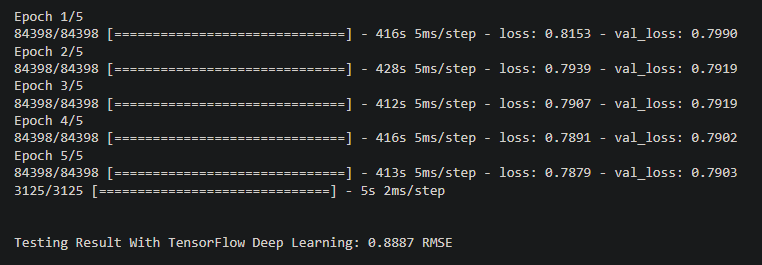 Epoch 1/5
84398/84398 [==============================] - 416s 5ms/step - loss: 0.8153 - val_loss: 0.7990
Epoch 2/5
84398/84398 [==============================] - 428s 5ms/step - loss: 0.7939 - val_loss: 0.7919
Epoch 3/5
84398/84398 [==============================] - 412s 5ms/step - loss: 0.7907 - val_loss: 0.7919
Epoch 4/5
84398/84398 [==============================] - 416s 5ms/step - loss: 0.7891 - val_loss: 0.7902
Epoch 5/5
84398/84398 [==============================] - 413s 5ms/step - loss: 0.7879 - val_loss: 0.7903
3125/3125 [==============================] - 5s 2ms/step
Testing Result With TensorFlow Deep Learning: 0.8887 RMSE